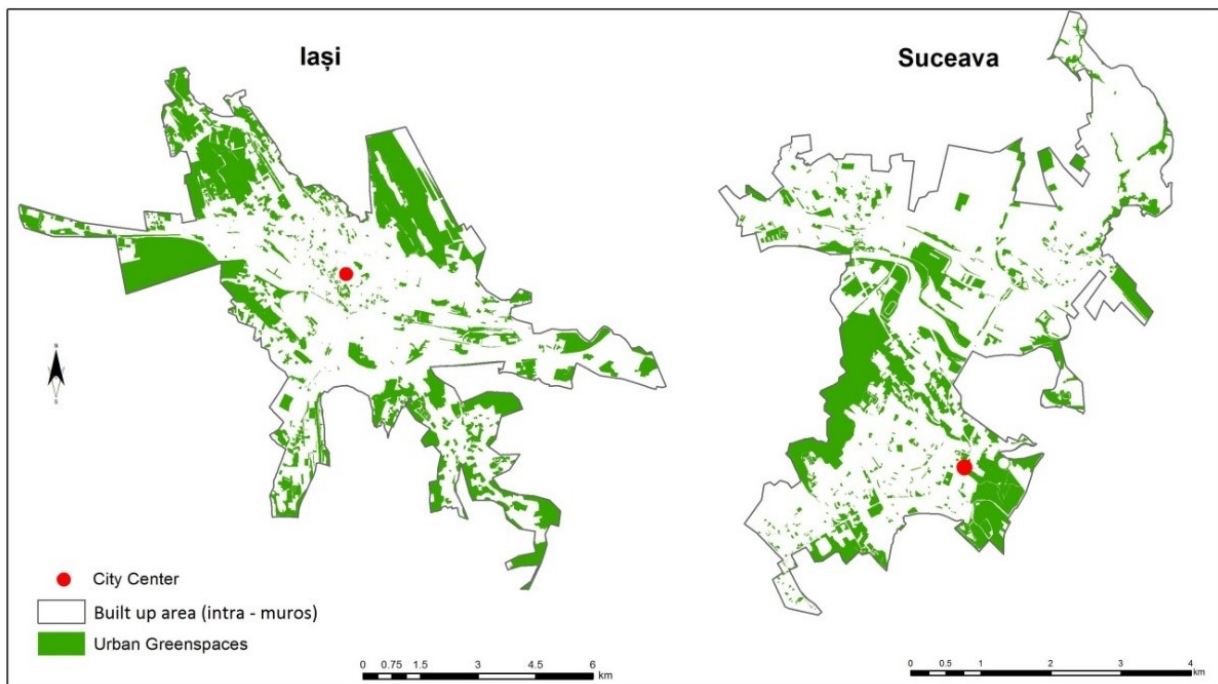 Iași
Suceava
N
S
City Center
Built up area (intra - muros)
Urban Greenspaces
0 0.75 1.5 3 4.5 6
km
0 0.5 1 2 3 4
km